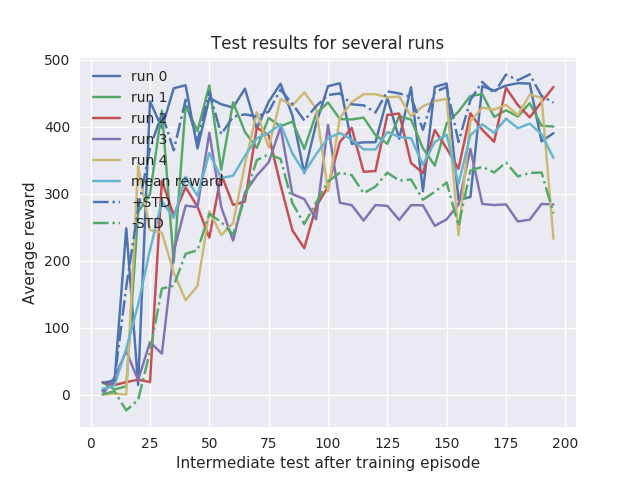 Test results for several runs
500
400
300
200
100
0
Average reward
run 0
run 1
run 2
run 3
run 4
mean reward
+STD
-STD
0 25 50 75 100 125 150 175 200
Intermediate test after training episode